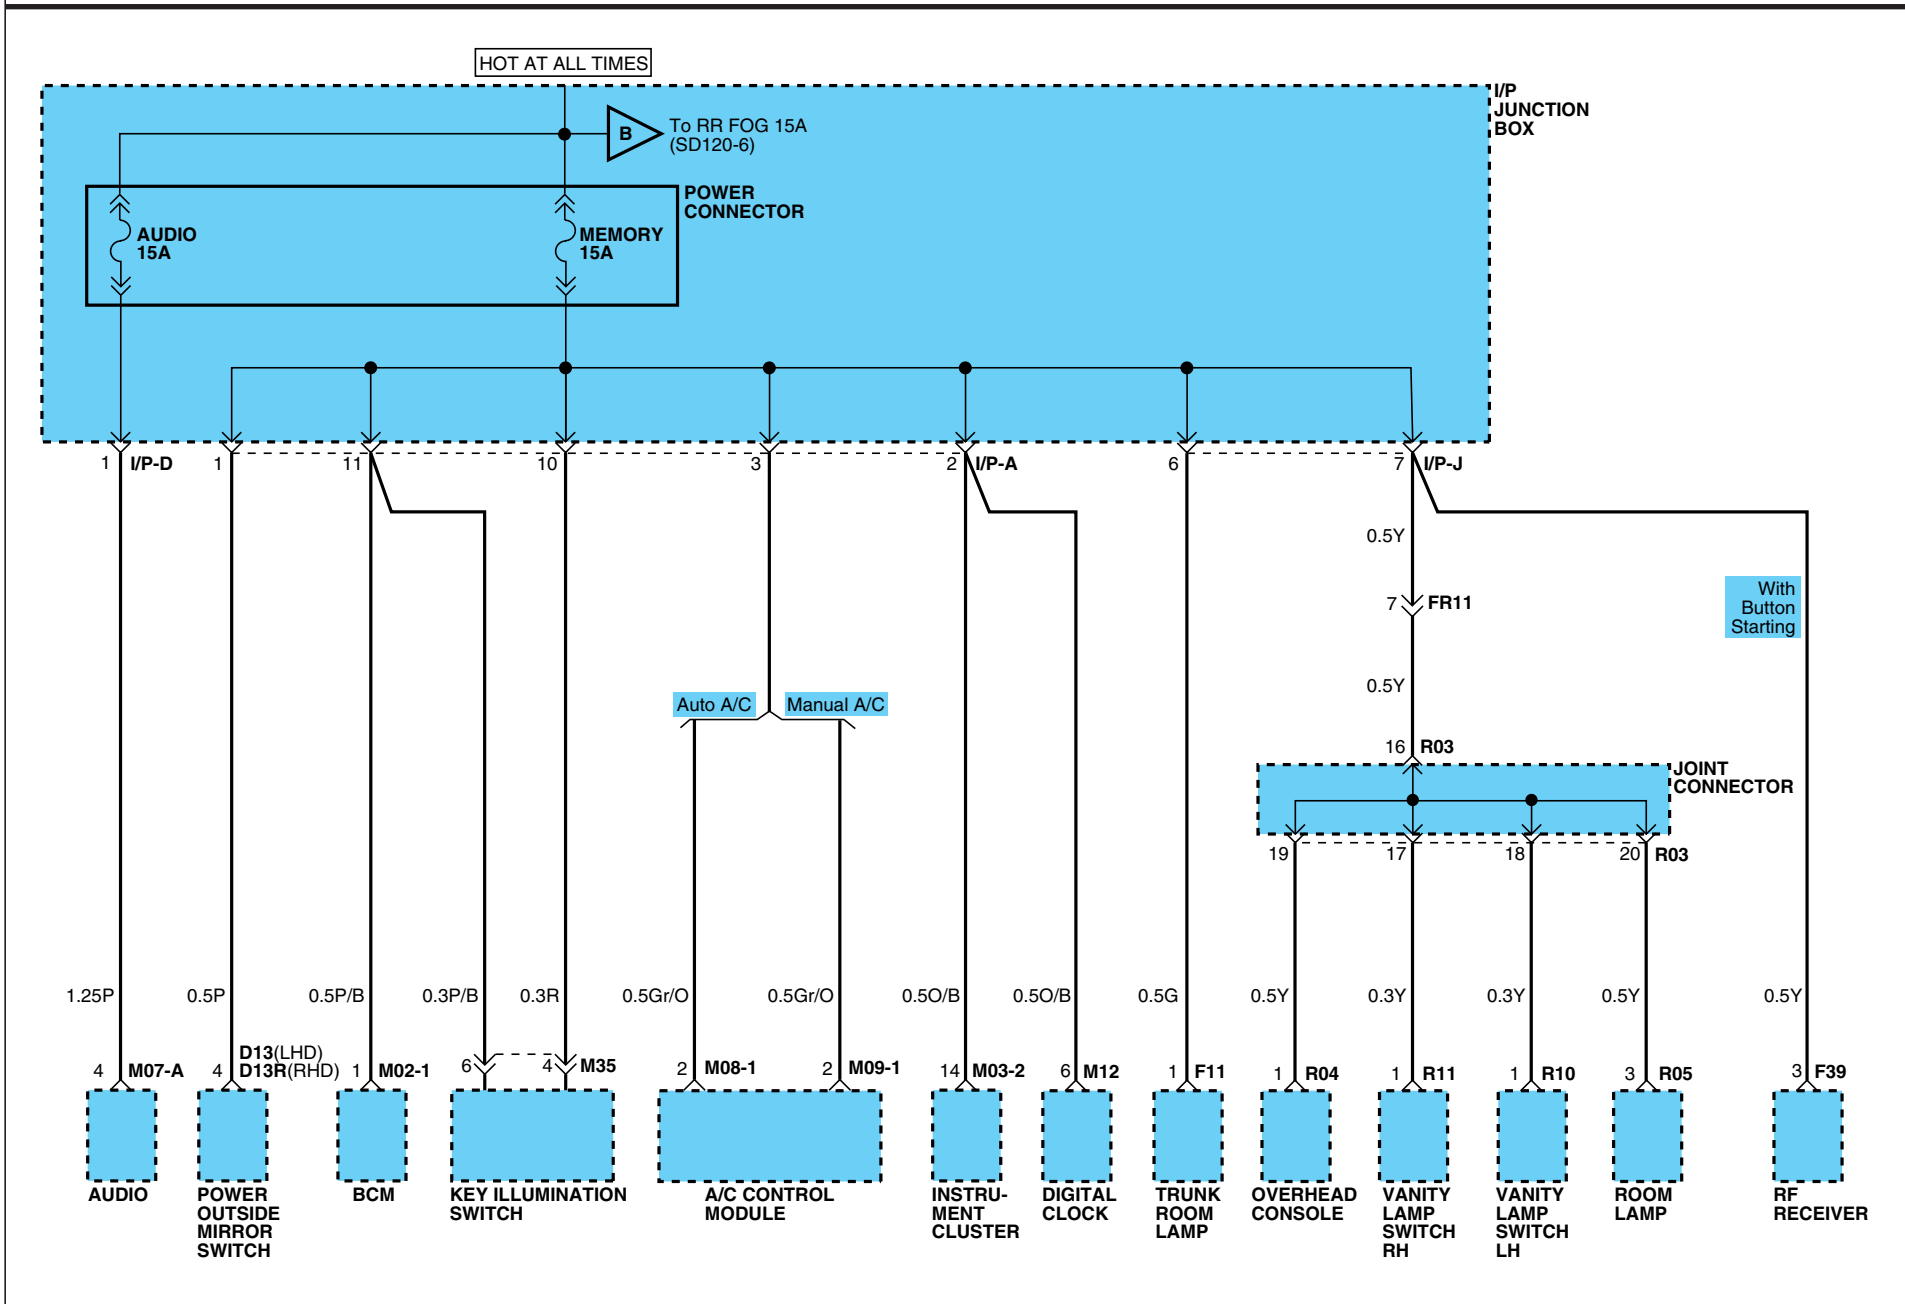 HOT AT ALL TIMES
I/P
JUNCTION
BOX
B
To RR FOG 15A
(SD120-6)
POWER
CONNECTOR
AUDIO
15A
MEMORY
15A
1 I/P-D
1
11
10
3
2 I/P-A
6
7 I/P-J
0.5Y
With
Button
Starting
7 FR11
0.5Y
Auto A/C
Manual A/C
16 R03
JOINT
CONNECTOR
19
17
18
20 R03
1.25P
0.5P
0.5P/B
0.3P/B
0.3R
0.5Gr/O
0.5Gr/O
0.5O/B
0.5O/B
0.5G
0.5Y
0.3Y
0.3Y
0.5Y
0.5Y
4 M07-A
D13(LHD)
4 D13R(RHD)
1 M02-1
6
4 M35
2 M08-1
2 M09-1
14 M03-2
6 M12
1 F11
1 R04
1 R11
1 R10
3 R05
3 F39
AUDIO
POWER
OUTSIDE
MIRROR
SWITCH
BCM
KEY ILLUMINATION
SWITCH
A/C CONTROL
MODULE
INSTRU-
MENT
CLUSTER
DIGITAL
CLOCK
TRUNK
ROOM
LAMP
OVERHEAD
CONSOLE
VANITY
LAMP
SWITCH
RH
VANITY
LAMP
SWITCH
LH
ROOM
LAMP
RF
RECEIVER